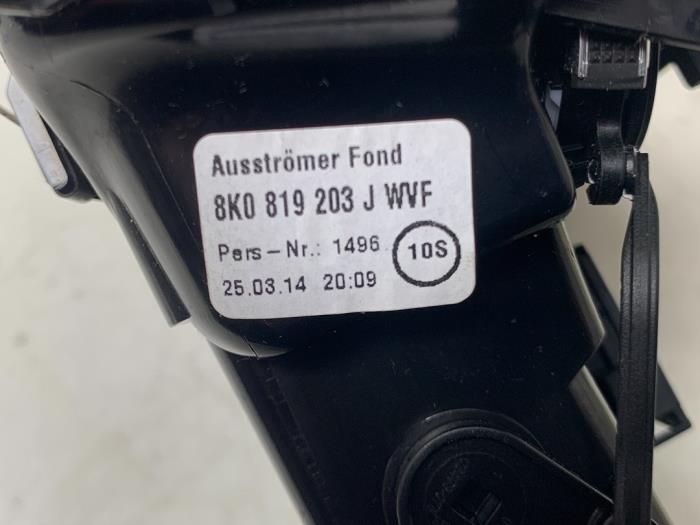 Ausströmer Fond
8K0 819 203 J WVF
Pers-Nr.: 1496
10S
25.03.14 20:09